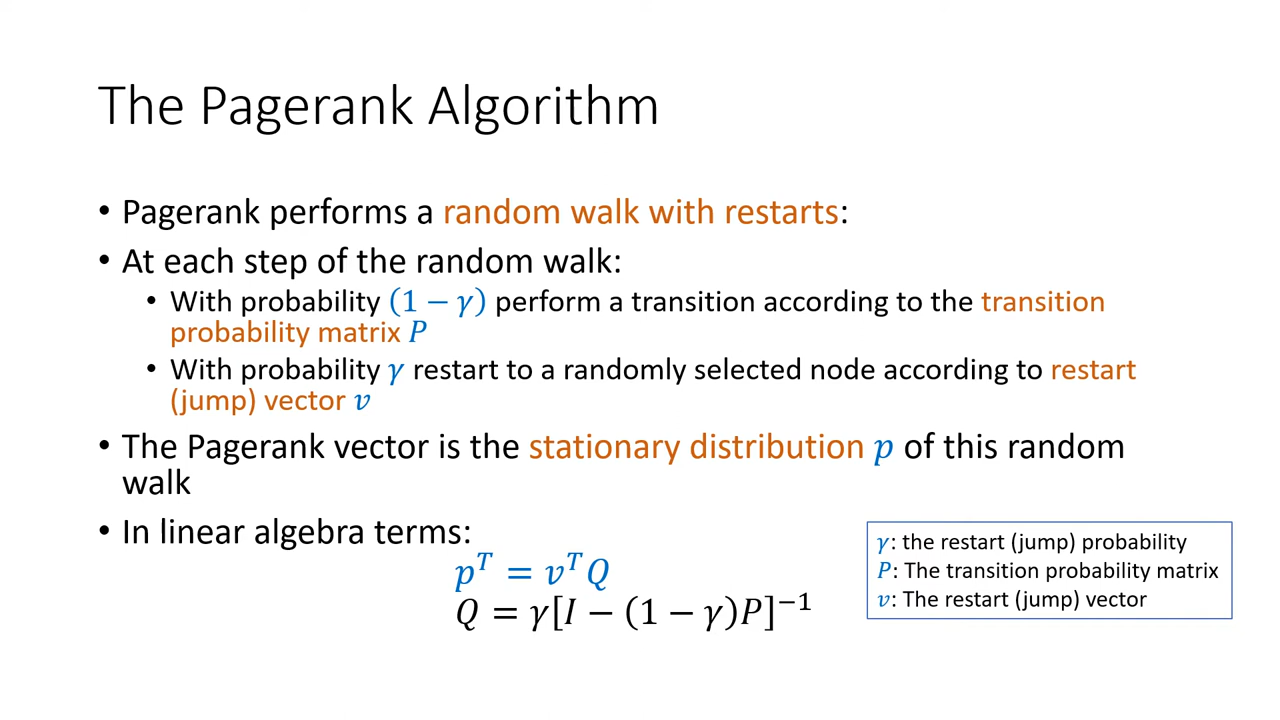 The Pagerank Algorithm
• Pagerank performs a random walk with restarts:
• At each step of the random walk:
• With probability (1 − γ) perform a transition according to the transition
probability matrix P
• With probability γ restart to a randomly selected node according to restart
(jump) vector v
• The Pagerank vector is the stationary distribution p of this random
walk
• In linear algebra terms:
pᵀ = vᵀQ
Q = γ[I − (1 − γ)P]⁻¹
γ: the restart (jump) probability
P: The transition probability matrix
v: The restart (jump) vector